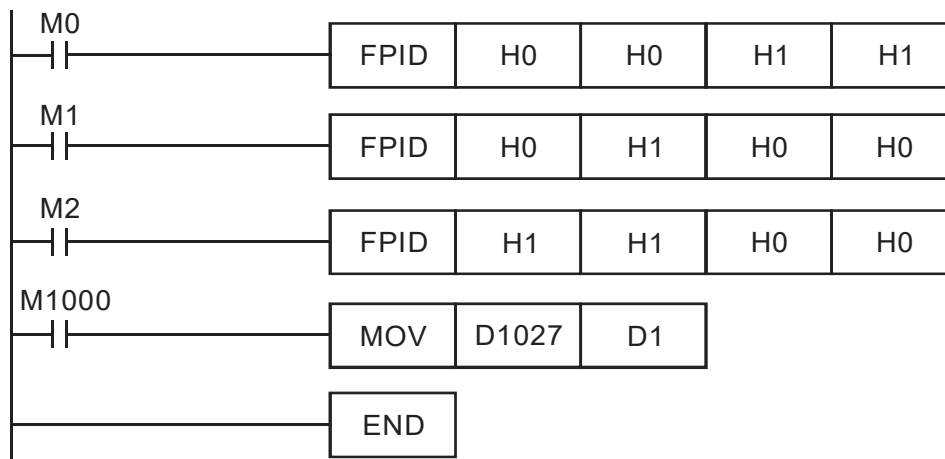 M0
FPID H0 H0 H1 H1
M1
FPID H0 H1 H0 H0
M2
FPID H1 H1 H0 H0
M1000
MOV D1027 D1
END